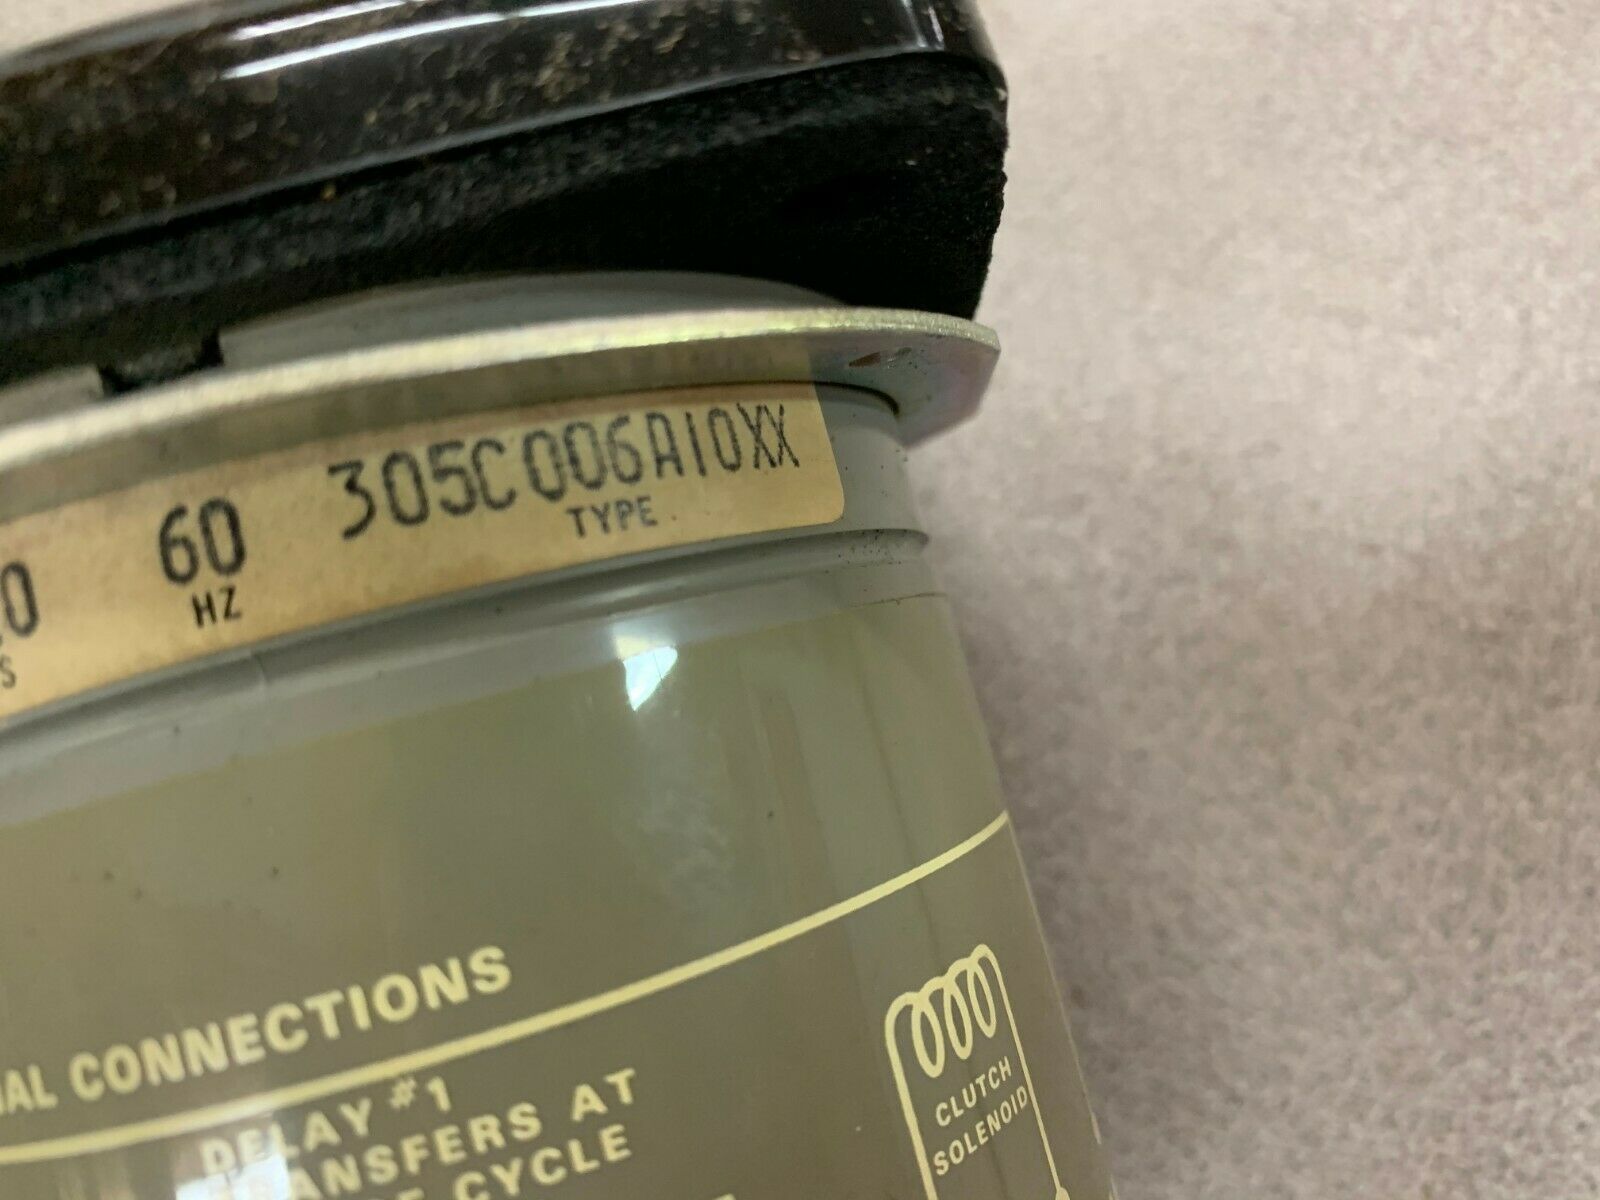 60 305C006A10XX
HZ TYPE
CONNECTIONS
DELAY #1
TRANSFERS AT
CYCLE
CLUTCH
SOLENOID